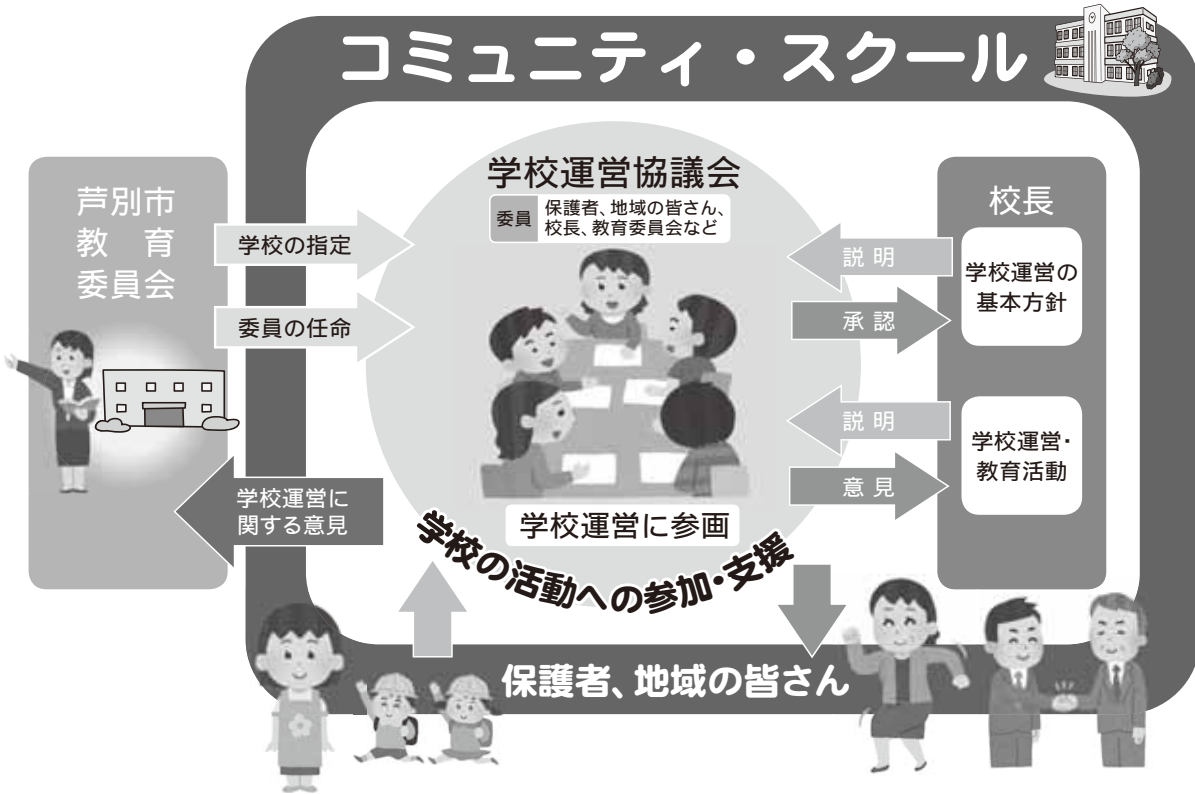 コミュニティ・スクール
芦別市
教 育
委員会
学校の指定
委員の任命
学校運営に
関する意見
学校運営協議会
委員
保護者、地域の皆さん、
校長、教育委員会など
学校運営に参画
学校の活動への参加・支援
校長
説 明
承 認
学校運営の
基本方針
説 明
意 見
学校運営・
教育活動
保護者、地域の皆さん